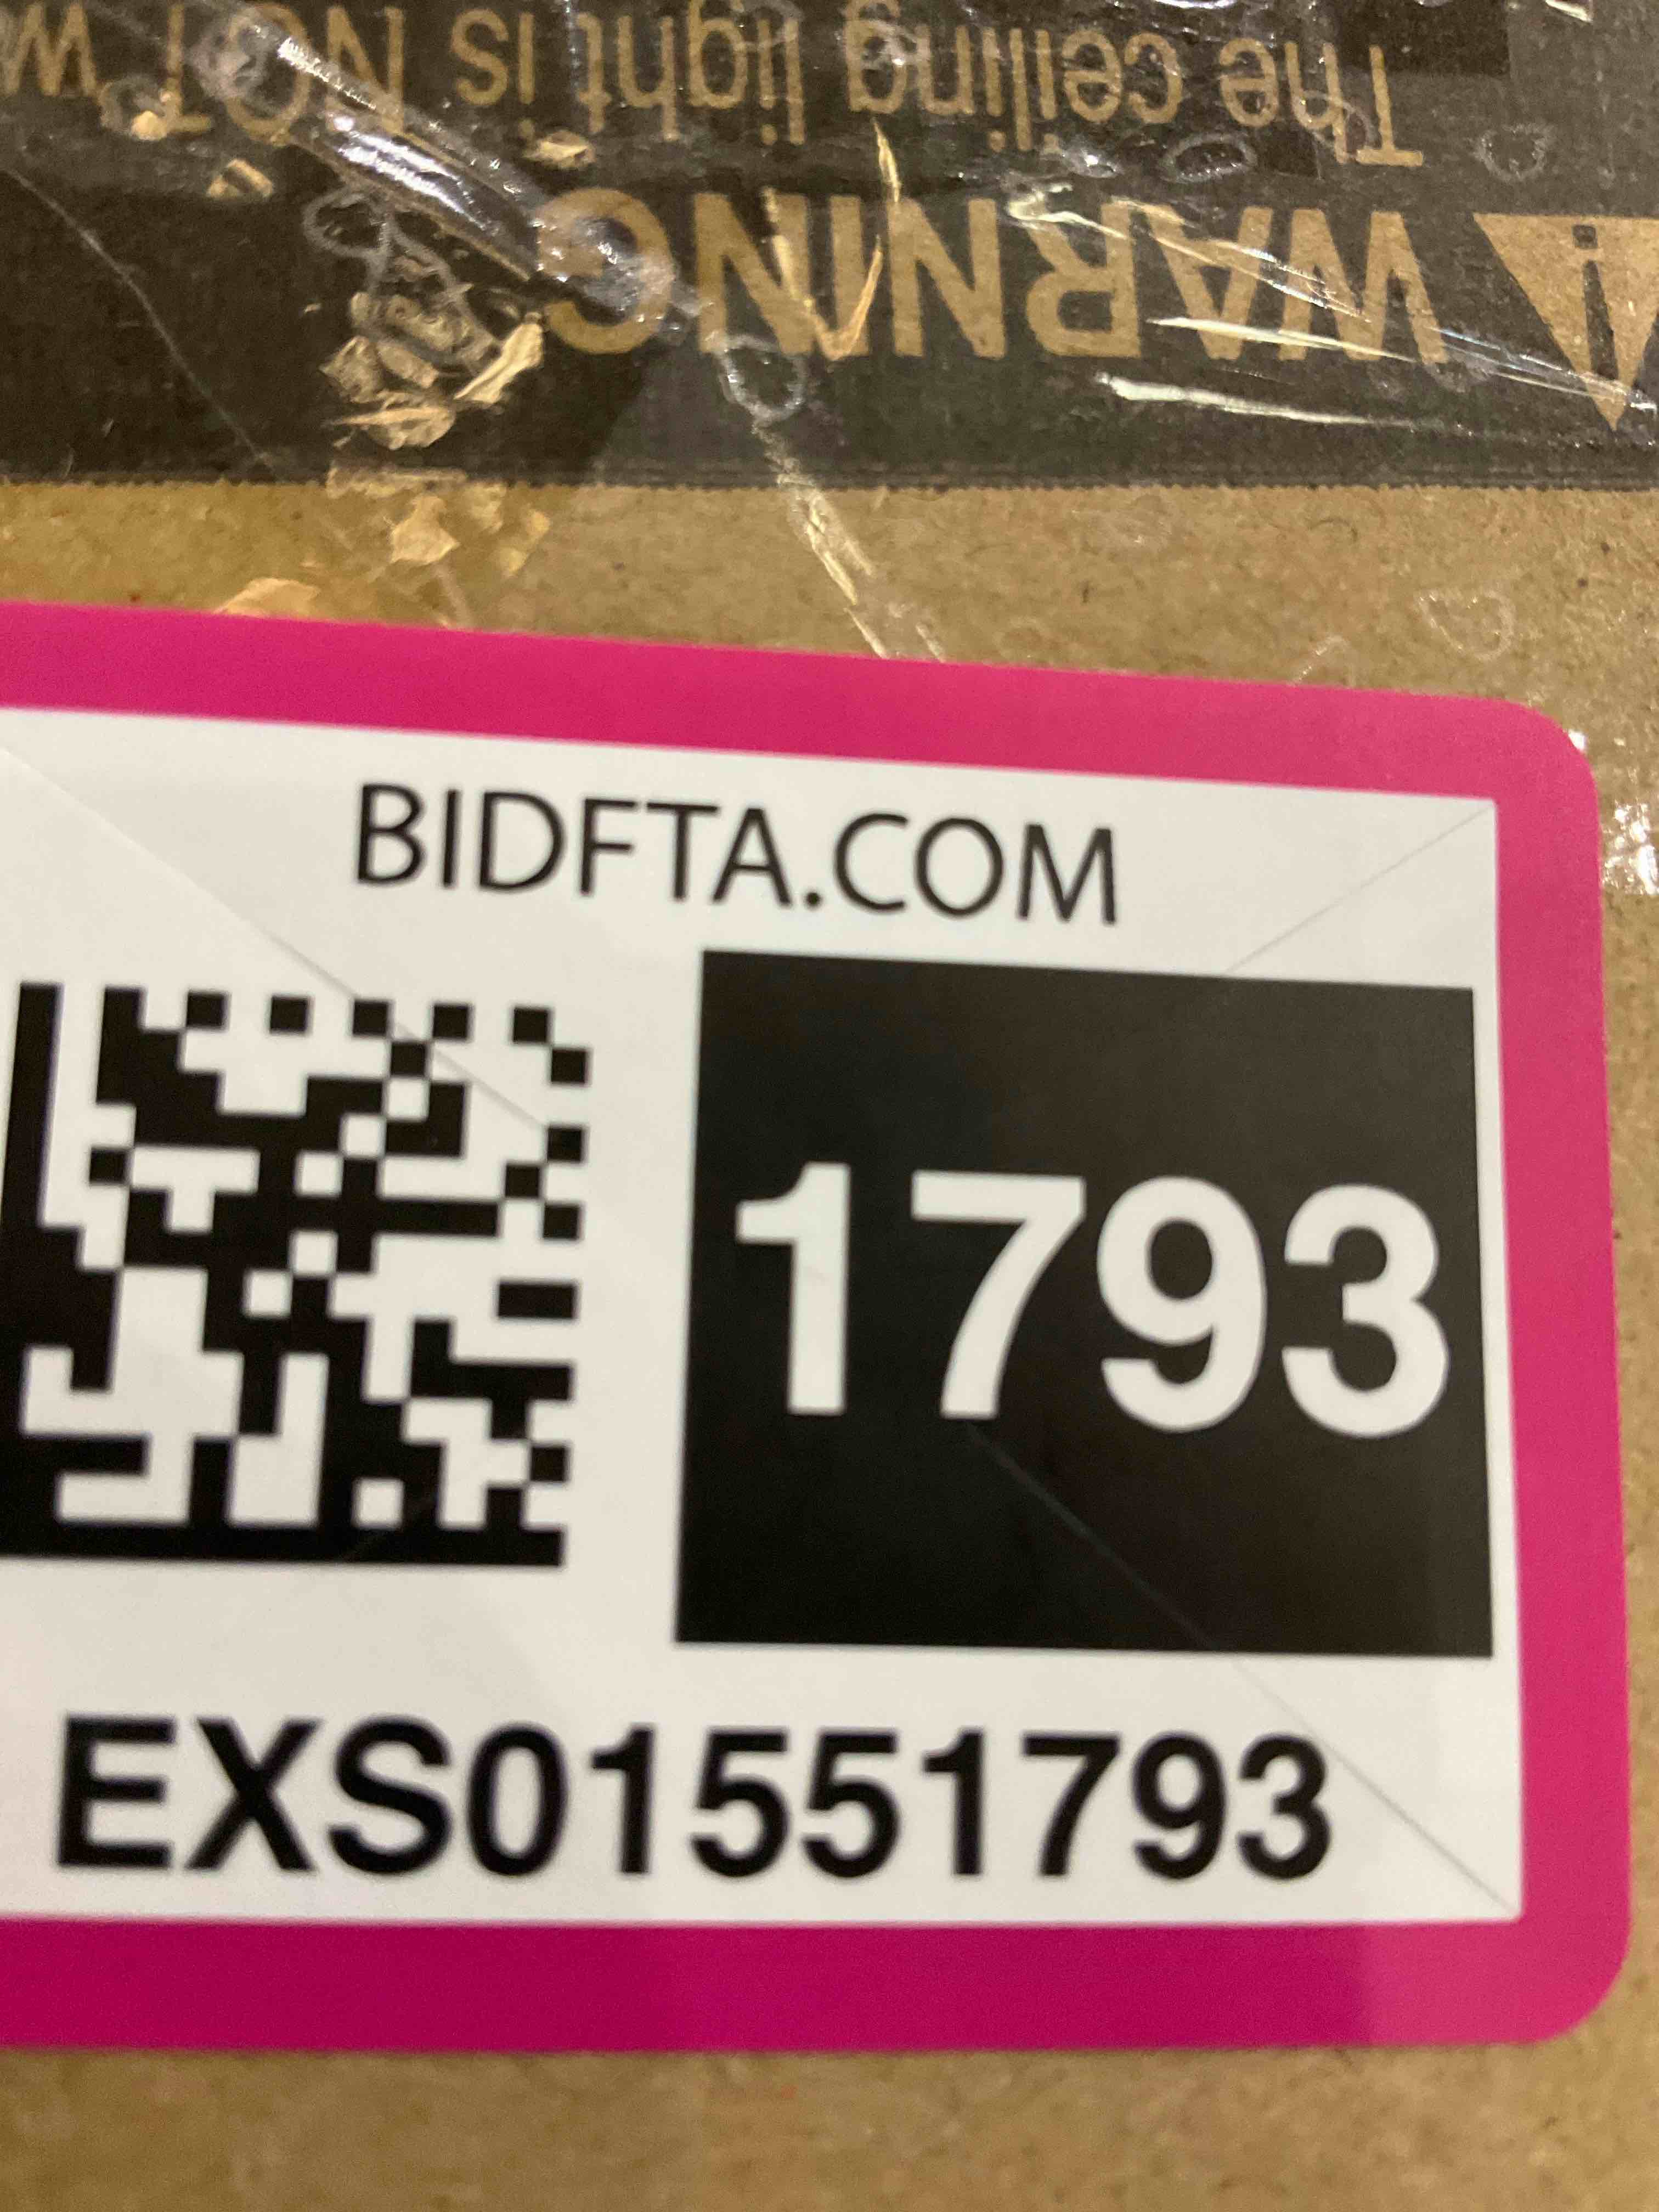 WARNING
The ceiling light is NOT w
BIDFTA.COM
1793
EXS01551793